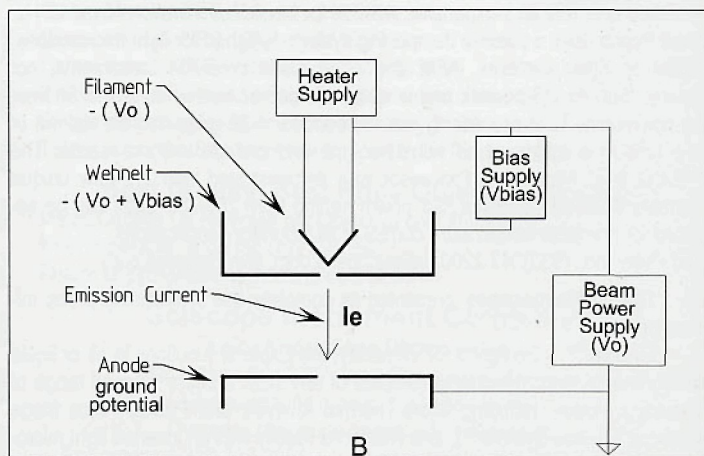 Filament
( Vo )
Wehnelt
- ( Vo + Vbias )
Heater
Supply
Bias
Supply
(Vbias)
Emission Current
Ie
Beam
Power
Supply
(Vo)
Anode
ground
potential
B